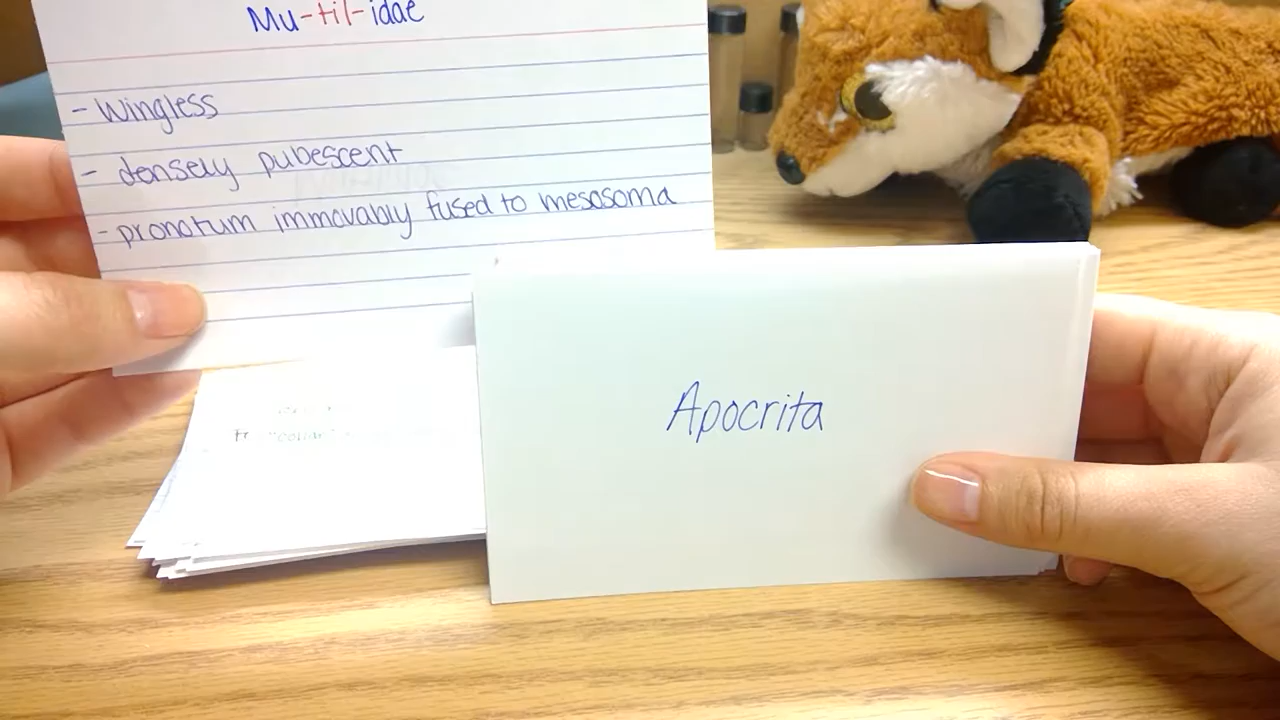 Mu-til-idae
- Wingless
- densely pubescent
- pronotum immovably fused to mesosoma
Apocrita